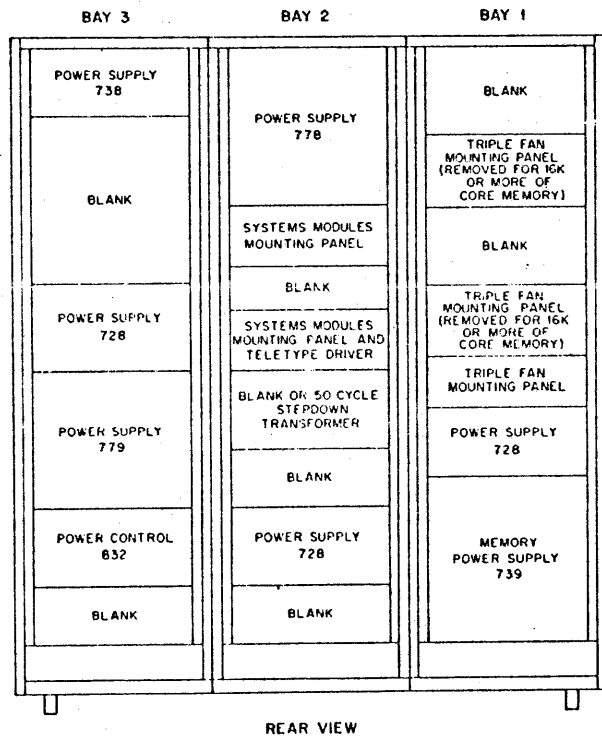 BAY 3
BAY 2
BAY 1
POWER SUPPLY
738
BLANK
POWER SUPPLY
728
POWER SUPPLY
779
POWER CONTROL
832
BLANK
POWER SUPPLY
778
SYSTEMS MODULES
MOUNTING PANEL
BLANK
SYSTEMS MODULES
MOUNTING PANEL AND
TELETYPE DRIVER
BLANK OR 50 CYCLE
STEPDOWN
TRANSFORMER
BLANK
POWER SUPPLY
728
BLANK
BLANK
TRIPLE FAN
MOUNTING PANEL
(REMOVED FOR 16K
OR MORE OF
CORE MEMORY)
BLANK
TRIPLE FAN
MOUNTING PANEL
(REMOVED FOR 16K
OR MORE OF
CORE MEMORY)
TRIPLE FAN
MOUNTING PANEL
POWER SUPPLY
728
MEMORY
POWER SUPPLY
739
REAR VIEW